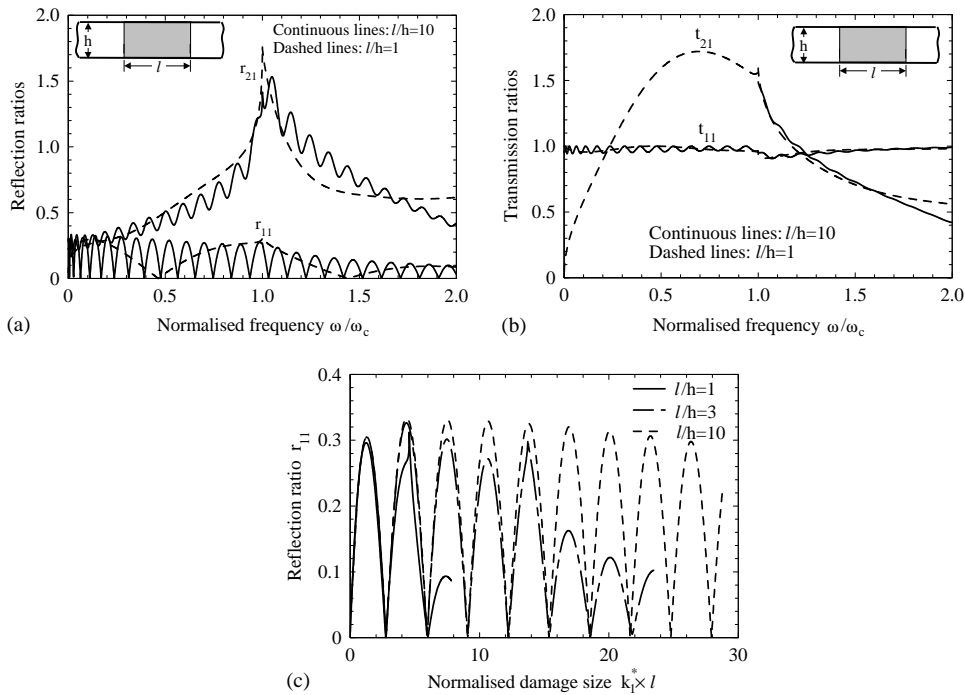 2.0
1.5
1.0
0.5
0
Reflection ratios
h
l
Continuous lines: l/h=10
Dashed lines: l/h=1
r21
r11
0 0.5 1.0 1.5 2.0
(a) Normalised frequency ω/ωc
2.0
1.5
1.0
0.5
0
Transmission ratios
t21
h
l
t11
Continuous lines: l/h=10
Dashed lines: l/h=1
0 0.5 1.0 1.5 2.0
(b) Normalised frequency ω/ωc
0.4
0.3
0.2
0.1
0
Reflection ratio r11
l/h=1
l/h=3
l/h=10
0 10 20 30
(c) Normalised damage size k1*× l